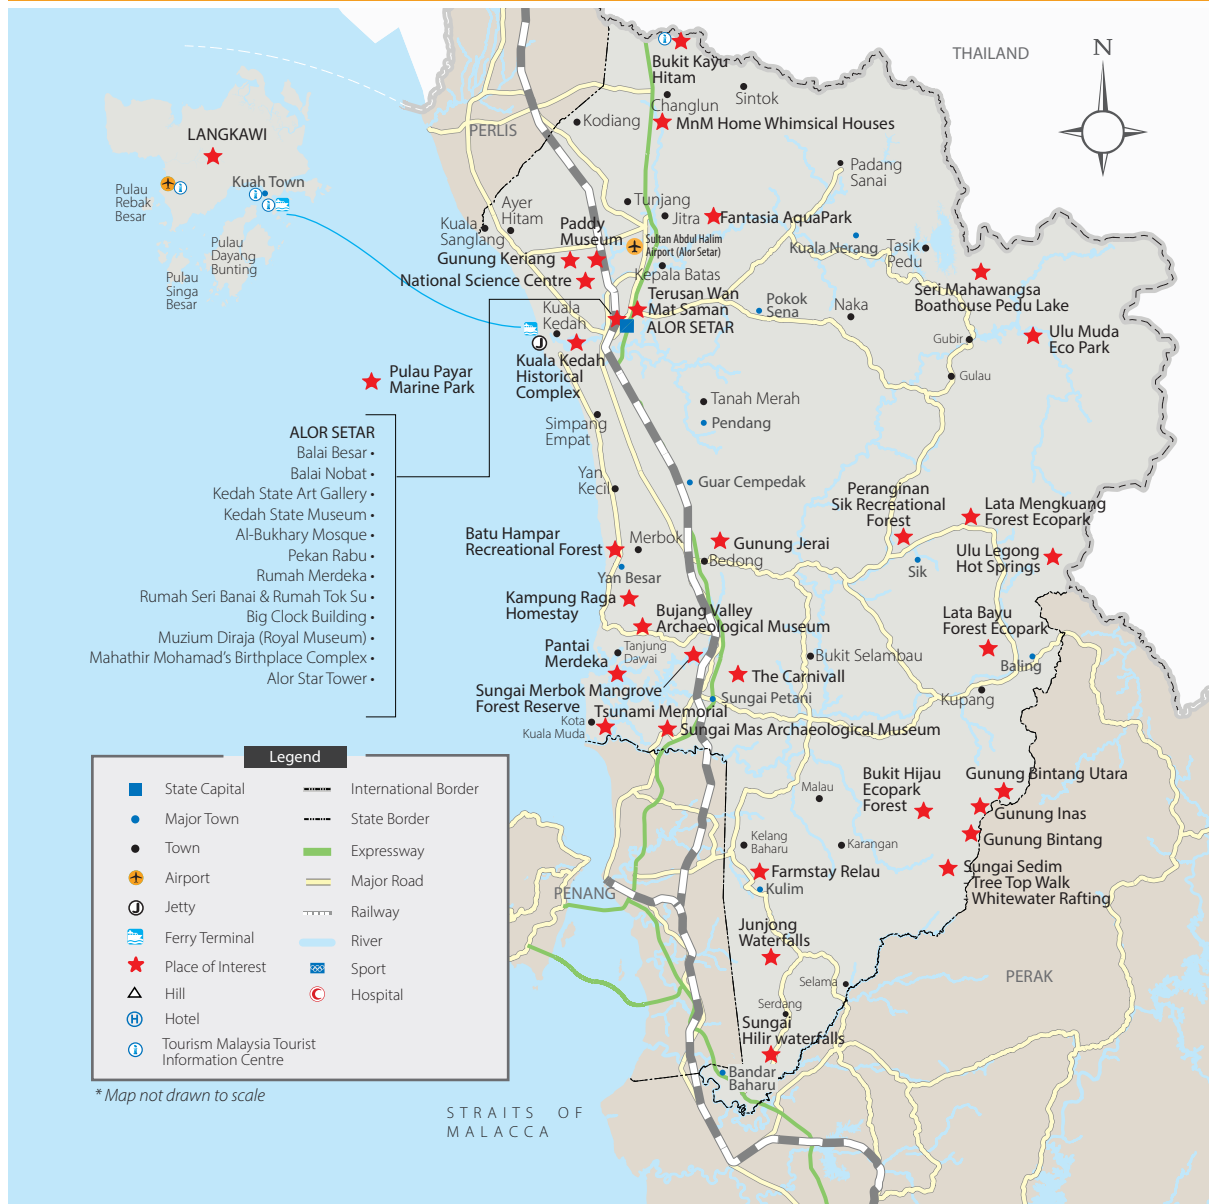 THAILAND
N
Bukit Kayu
Hitam
Changlun
Sintok
Kodiang
MnM Home Whimsical Houses
PERLIS
LANGKAWI
Kuah Town
Pulau
Rebak
Besar
Pulau
Dayang
Bunting
Pulau
Singa
Besar
Padang
Sanai
Ayer
Hitam
Tunjang
Jitra
Fantasia AquaPark
Kuala
Sanglang
Paddy
Museum
Sultan Abdul Halim
Airport (Alor Setar)
Kuala Nerang
Tasik
Pedu
Gunung Keriang
Kepala Batas
National Science Centre
Seri Mahawangsa
Boathouse Pedu Lake
Terusan Wan
Mat Saman
Pokok
Sena
Naka
Kuala
Kedah
ALOR SETAR
Ulu Muda
Eco Park
Gubir
Kuala Kedah
Historical
Complex
Gulau
Pulau Payar
Marine Park
Tanah Merah
Pendang
Simpang
Empat
ALOR SETAR
Balai Besar •
Balai Nobat •
Kedah State Art Gallery •
Kedah State Museum •
Al-Bukhary Mosque •
Pekan Rabu •
Rumah Merdeka •
Rumah Seri Banai & Rumah Tok Su •
Big Clock Building •
Muzium Diraja (Royal Museum) •
Mahathir Mohamad's Birthplace Complex •
Alor Star Tower •
Yan
Kecil
Guar Cempedak
Peranginan
Sik Recreational
Forest
Lata Mengkuang
Forest Ecopark
Batu Hampar
Recreational Forest
Merbok
Gunung Jerai
Bedong
Sik
Ulu Legong
Hot Springs
Yan Besar
Kampung Raga
Homestay
Bujang Valley
Archaeological Museum
Lata Bayu
Forest Ecopark
Pantai
Merdeka
Tanjung
Dawai
Bukit Selambau
Baling
The Carnivall
Sungai Merbok Mangrove
Forest Reserve
Sungai Petani
Kupang
Tsunami Memorial
Kota
Kuala Muda
Sungai Mas Archaeological Museum
Bukit Hijau
Ecopark
Forest
Gunung Bintang Utara
Malau
Gunung Inas
Gunung Bintang
Kelang
Baharu
Karangan
Farmstay Relau
Kulim
Sungai Sedim
Tree Top Walk
Whitewater Rafting
PENANG
Junjong
Waterfalls
PERAK
Selama
Serdang
Sungai
Hilir waterfalls
Bandar
Baharu
Legend
State Capital
Major Town
Town
Airport
Jetty
Ferry Terminal
Place of Interest
Hill
Hotel
Tourism Malaysia Tourist
Information Centre
International Border
State Border
Expressway
Major Road
Railway
River
Sport
Hospital
* Map not drawn to scale
STRAITS OF
MALACCA